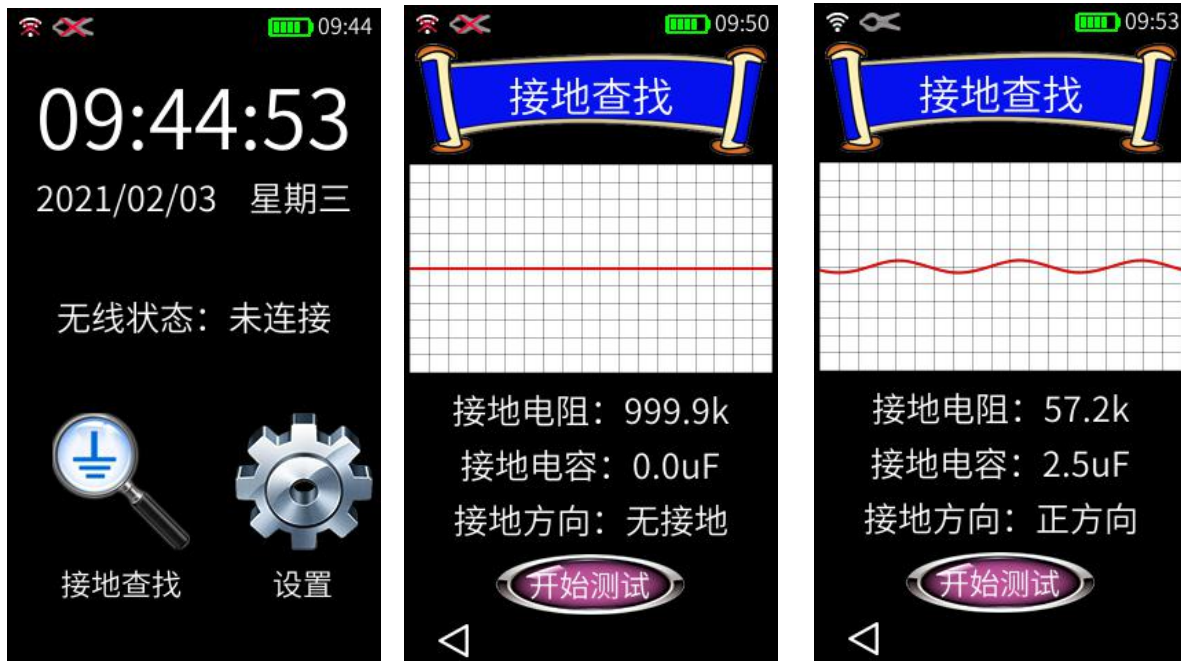 09:44
09:44:53
2021/02/03 星期三
无线状态：未连接
接地查找
设置
09:50
接地查找
接地电阻：999.9k
接地电容：0.0uF
接地方向：无接地
开始测试
09:53
接地查找
接地电阻：57.2k
接地电容：2.5uF
接地方向：正方向
开始测试